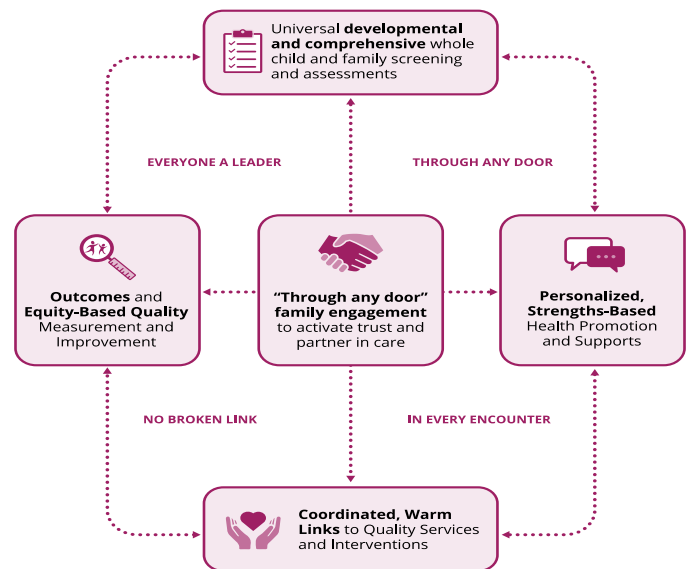 Universal developmental
and comprehensive whole
child and family screening
and assessments
EVERYONE A LEADER
THROUGH ANY DOOR
Outcomes and
Equity-Based Quality
Measurement and
Improvement
“Through any door”
family engagement
to activate trust and
partner in care
Personalized,
Strengths-Based
Health Promotion
and Supports
NO BROKEN LINK
IN EVERY ENCOUNTER
Coordinated, Warm
Links to Quality Services
and Interventions